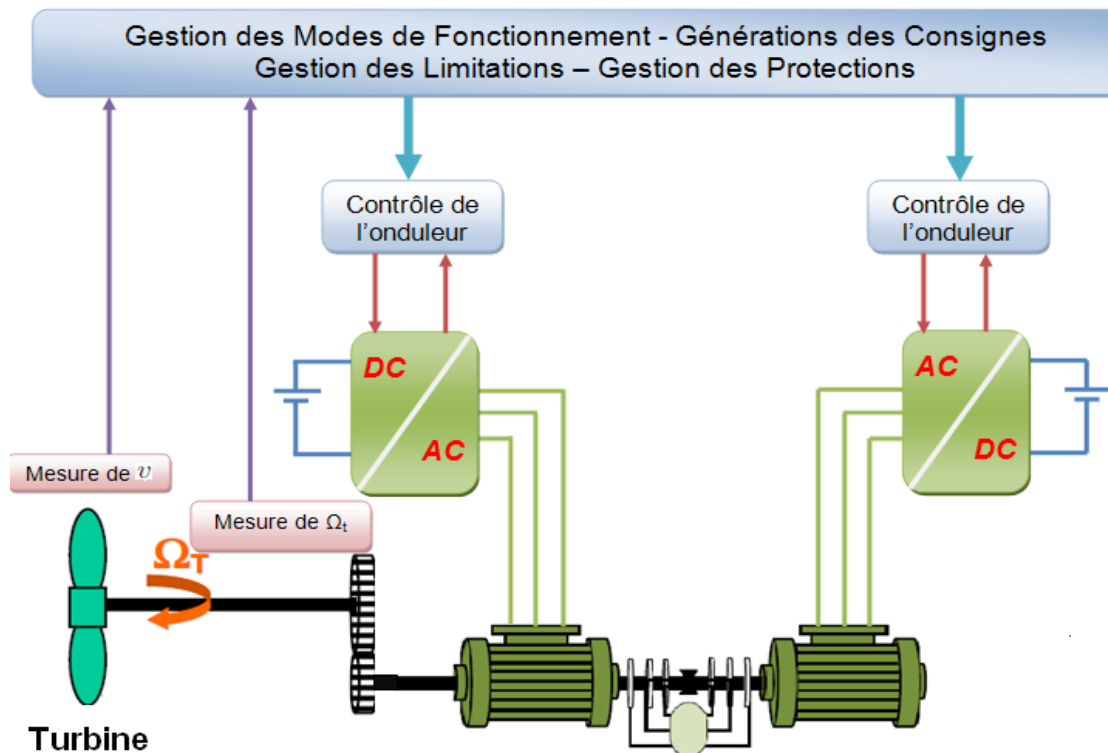 Gestion des Modes de Fonctionnement - Générations des Consignes
Gestion des Limitations – Gestion des Protections
Contrôle de
l'onduleur
Contrôle de
l'onduleur
DC
AC
AC
DC
Mesure de υ
Mesure de Ωt
ΩT
Turbine